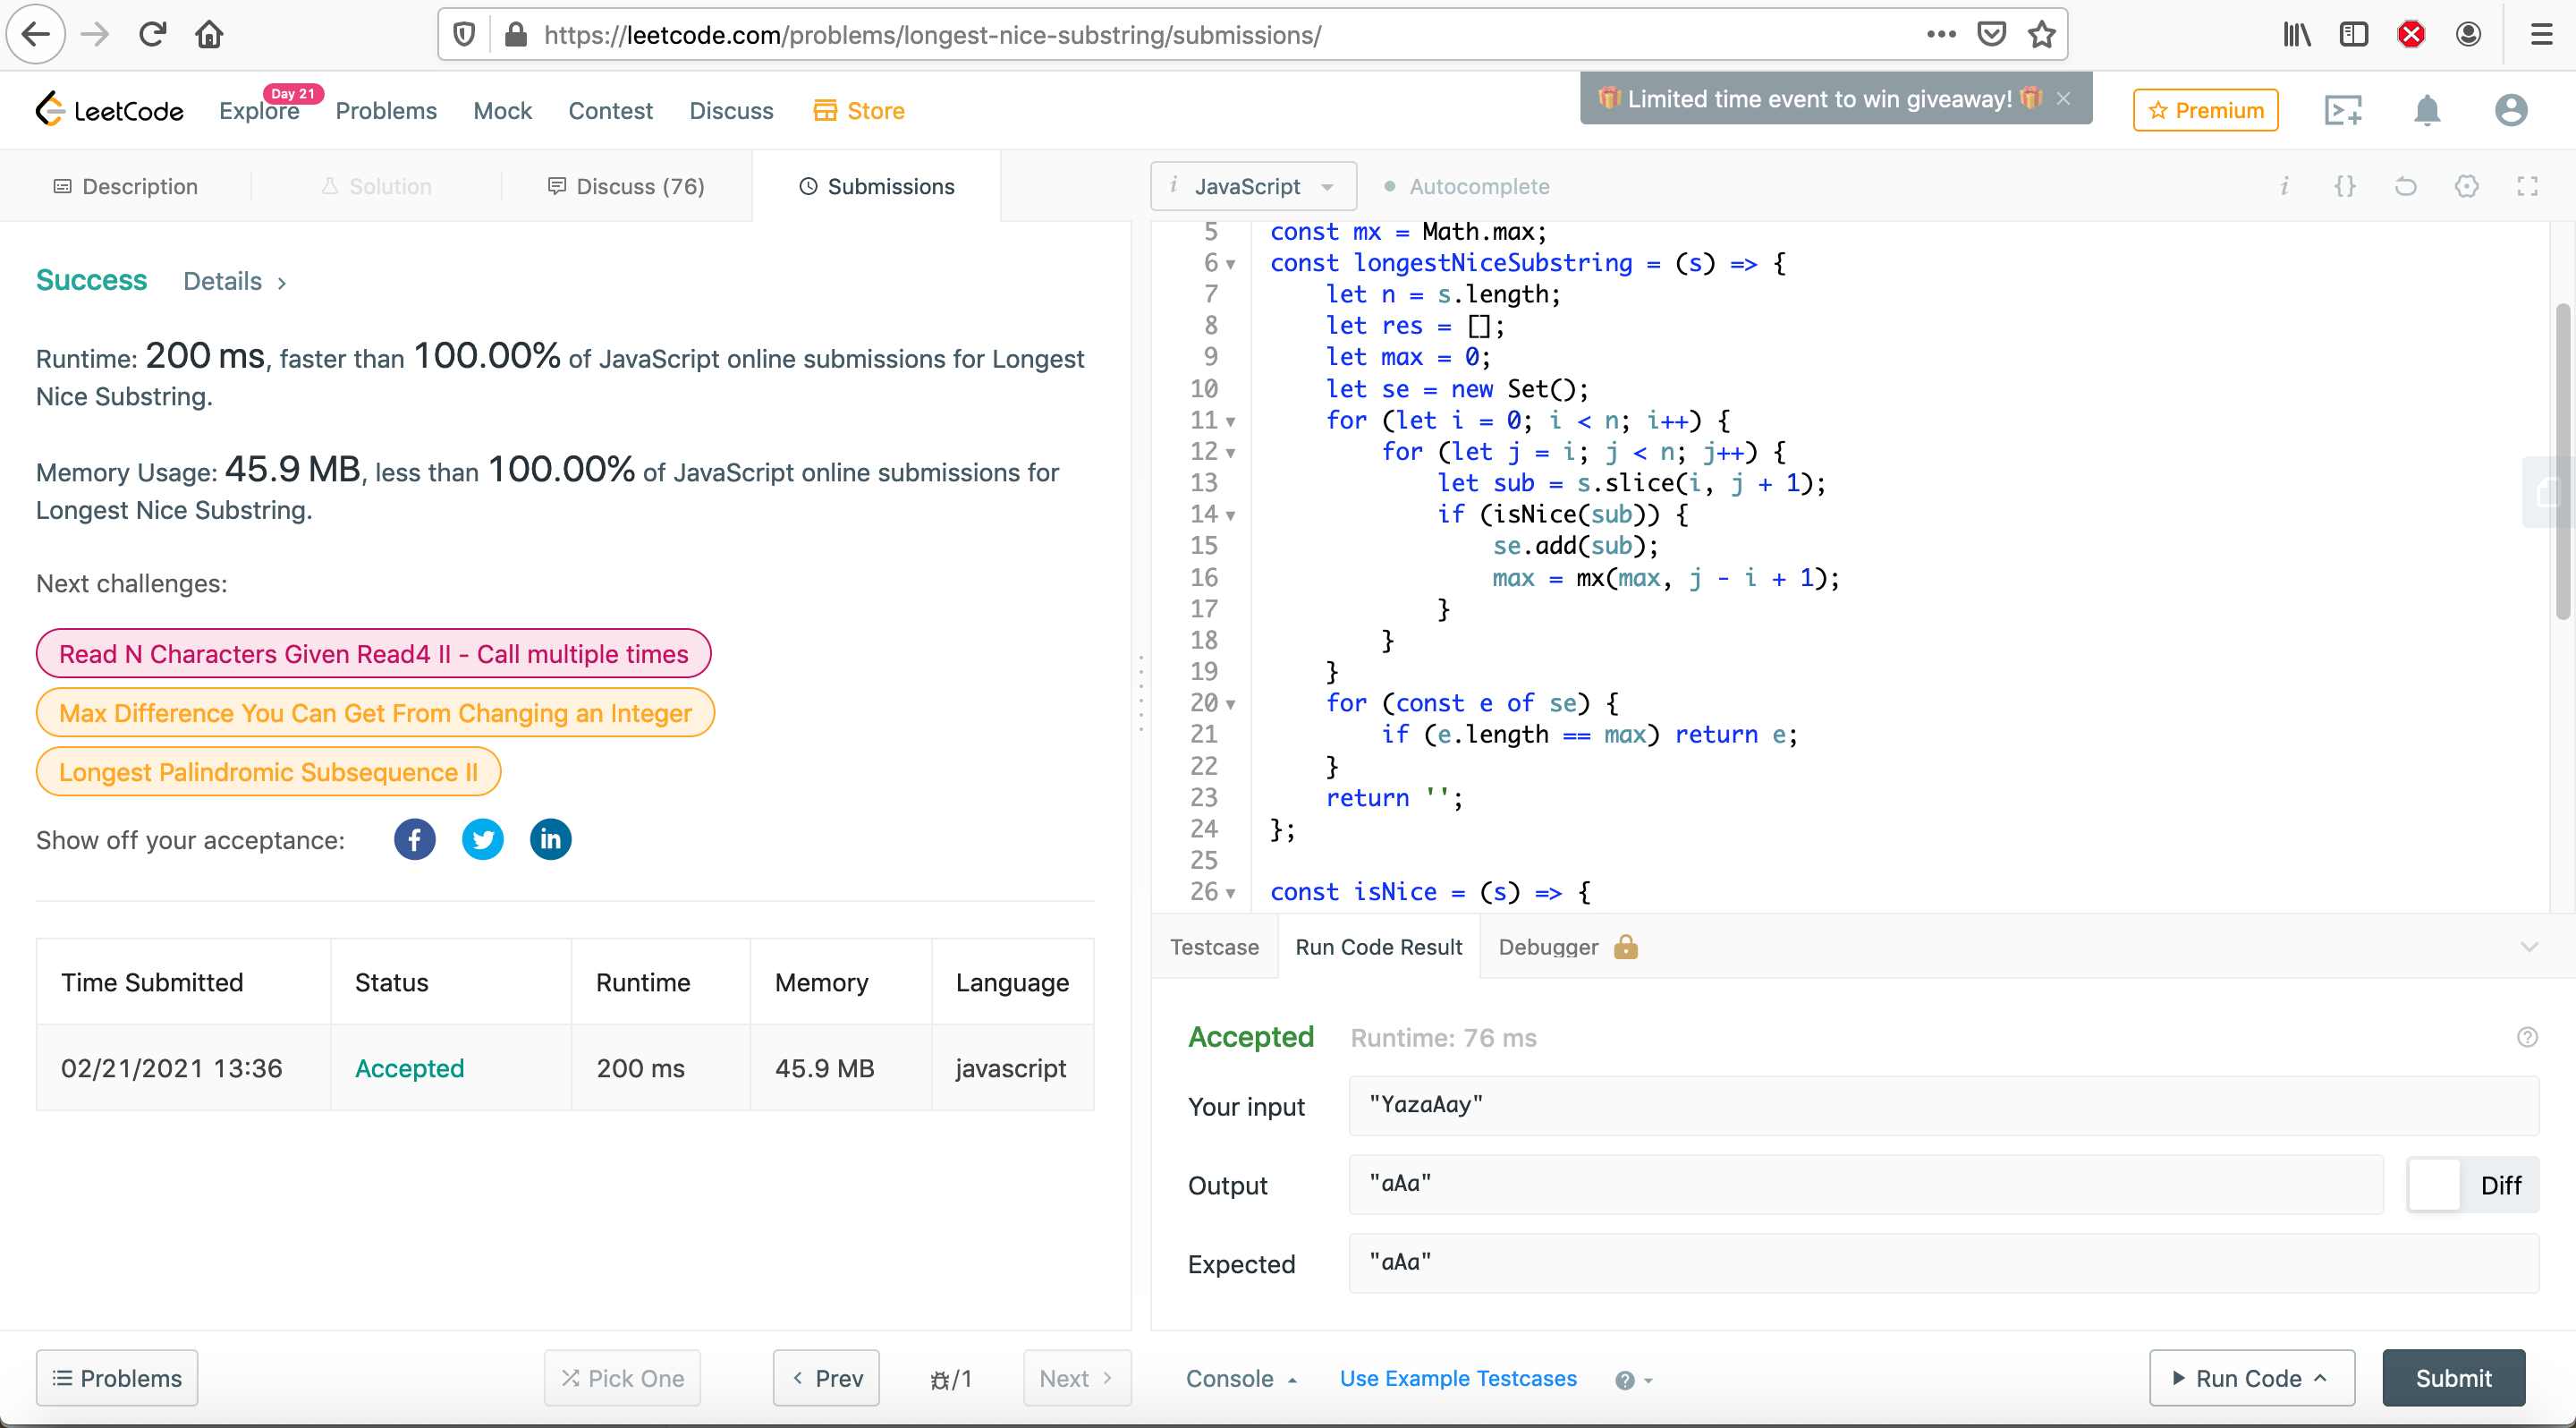 https://leetcode.com/problems/longest-nice-substring/submissions/
LeetCode
Explore
Day 21
Problems
Mock
Contest
Discuss
Store
Limited time event to win giveaway!
Premium
Description
Solution
Discuss (76)
Submissions
Success
Details
Runtime: 200 ms, faster than 100.00% of JavaScript online submissions for Longest
Nice Substring.
Memory Usage: 45.9 MB, less than 100.00% of JavaScript online submissions for
Longest Nice Substring.
Next challenges:
Read N Characters Given Read4 II - Call multiple times
Max Difference You Can Get From Changing an Integer
Longest Palindromic Subsequence II
Show off your acceptance:
Time Submitted Status Runtime Memory Language
02/21/2021 13:36 Accepted 200 ms 45.9 MB javascript
Problems
Pick One
Prev
/1
Next
i JavaScript
Autocomplete
5 const mx = Math.max;
6 const longestNiceSubstring = (s) => {
7 let n = s.length;
8 let res = [];
9 let max = 0;
10 let se = new Set();
11 for (let i = 0; i < n; i++) {
12 for (let j = i; j < n; j++) {
13 let sub = s.slice(i, j + 1);
14 if (isNice(sub)) {
15 se.add(sub);
16 max = mx(max, j - i + 1);
17 }
18 }
19 }
20 for (const e of se) {
21 if (e.length == max) return e;
22 }
23 return '';
24 };
25
26 const isNice = (s) => {
Testcase
Run Code Result
Debugger
Accepted
Runtime: 76 ms
Your input
"YazaAay"
Output
"aAa"
Diff
Expected
"aAa"
Console
Use Example Testcases
Run Code
Submit